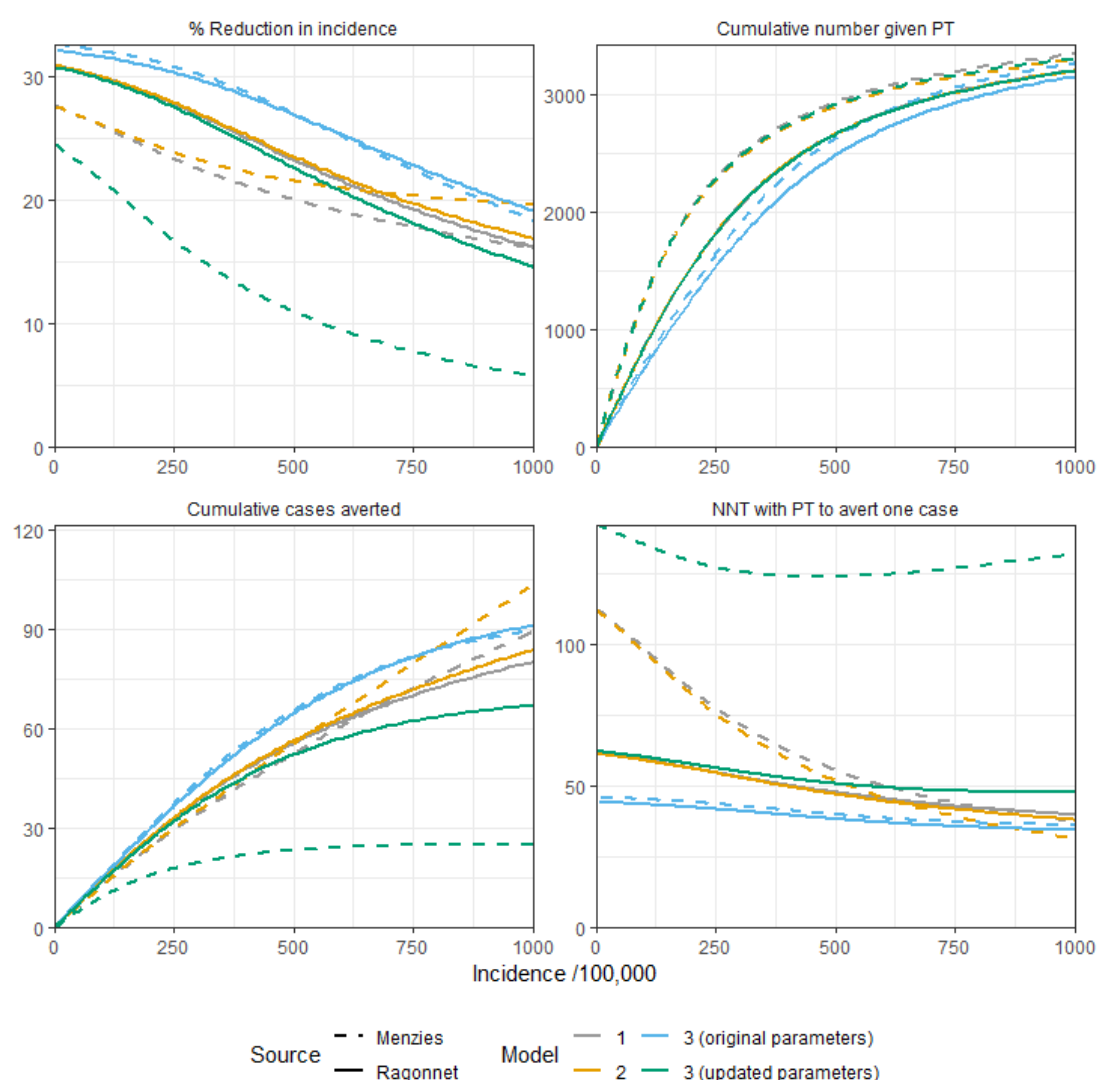 % Reduction in incidence
Cumulative number given PT
30
20
10
0
0 250 500 750 1000
3000
2000
1000
0
0 250 500 750 1000
Cumulative cases averted
NNT with PT to avert one case
120
90
60
30
0
0 250 500 750 1000
100
50
0
0 250 500 750 1000
Incidence /100,000
Source
Menzies
Ragonnet
Model
1
2
3 (original parameters)
3 (updated parameters)